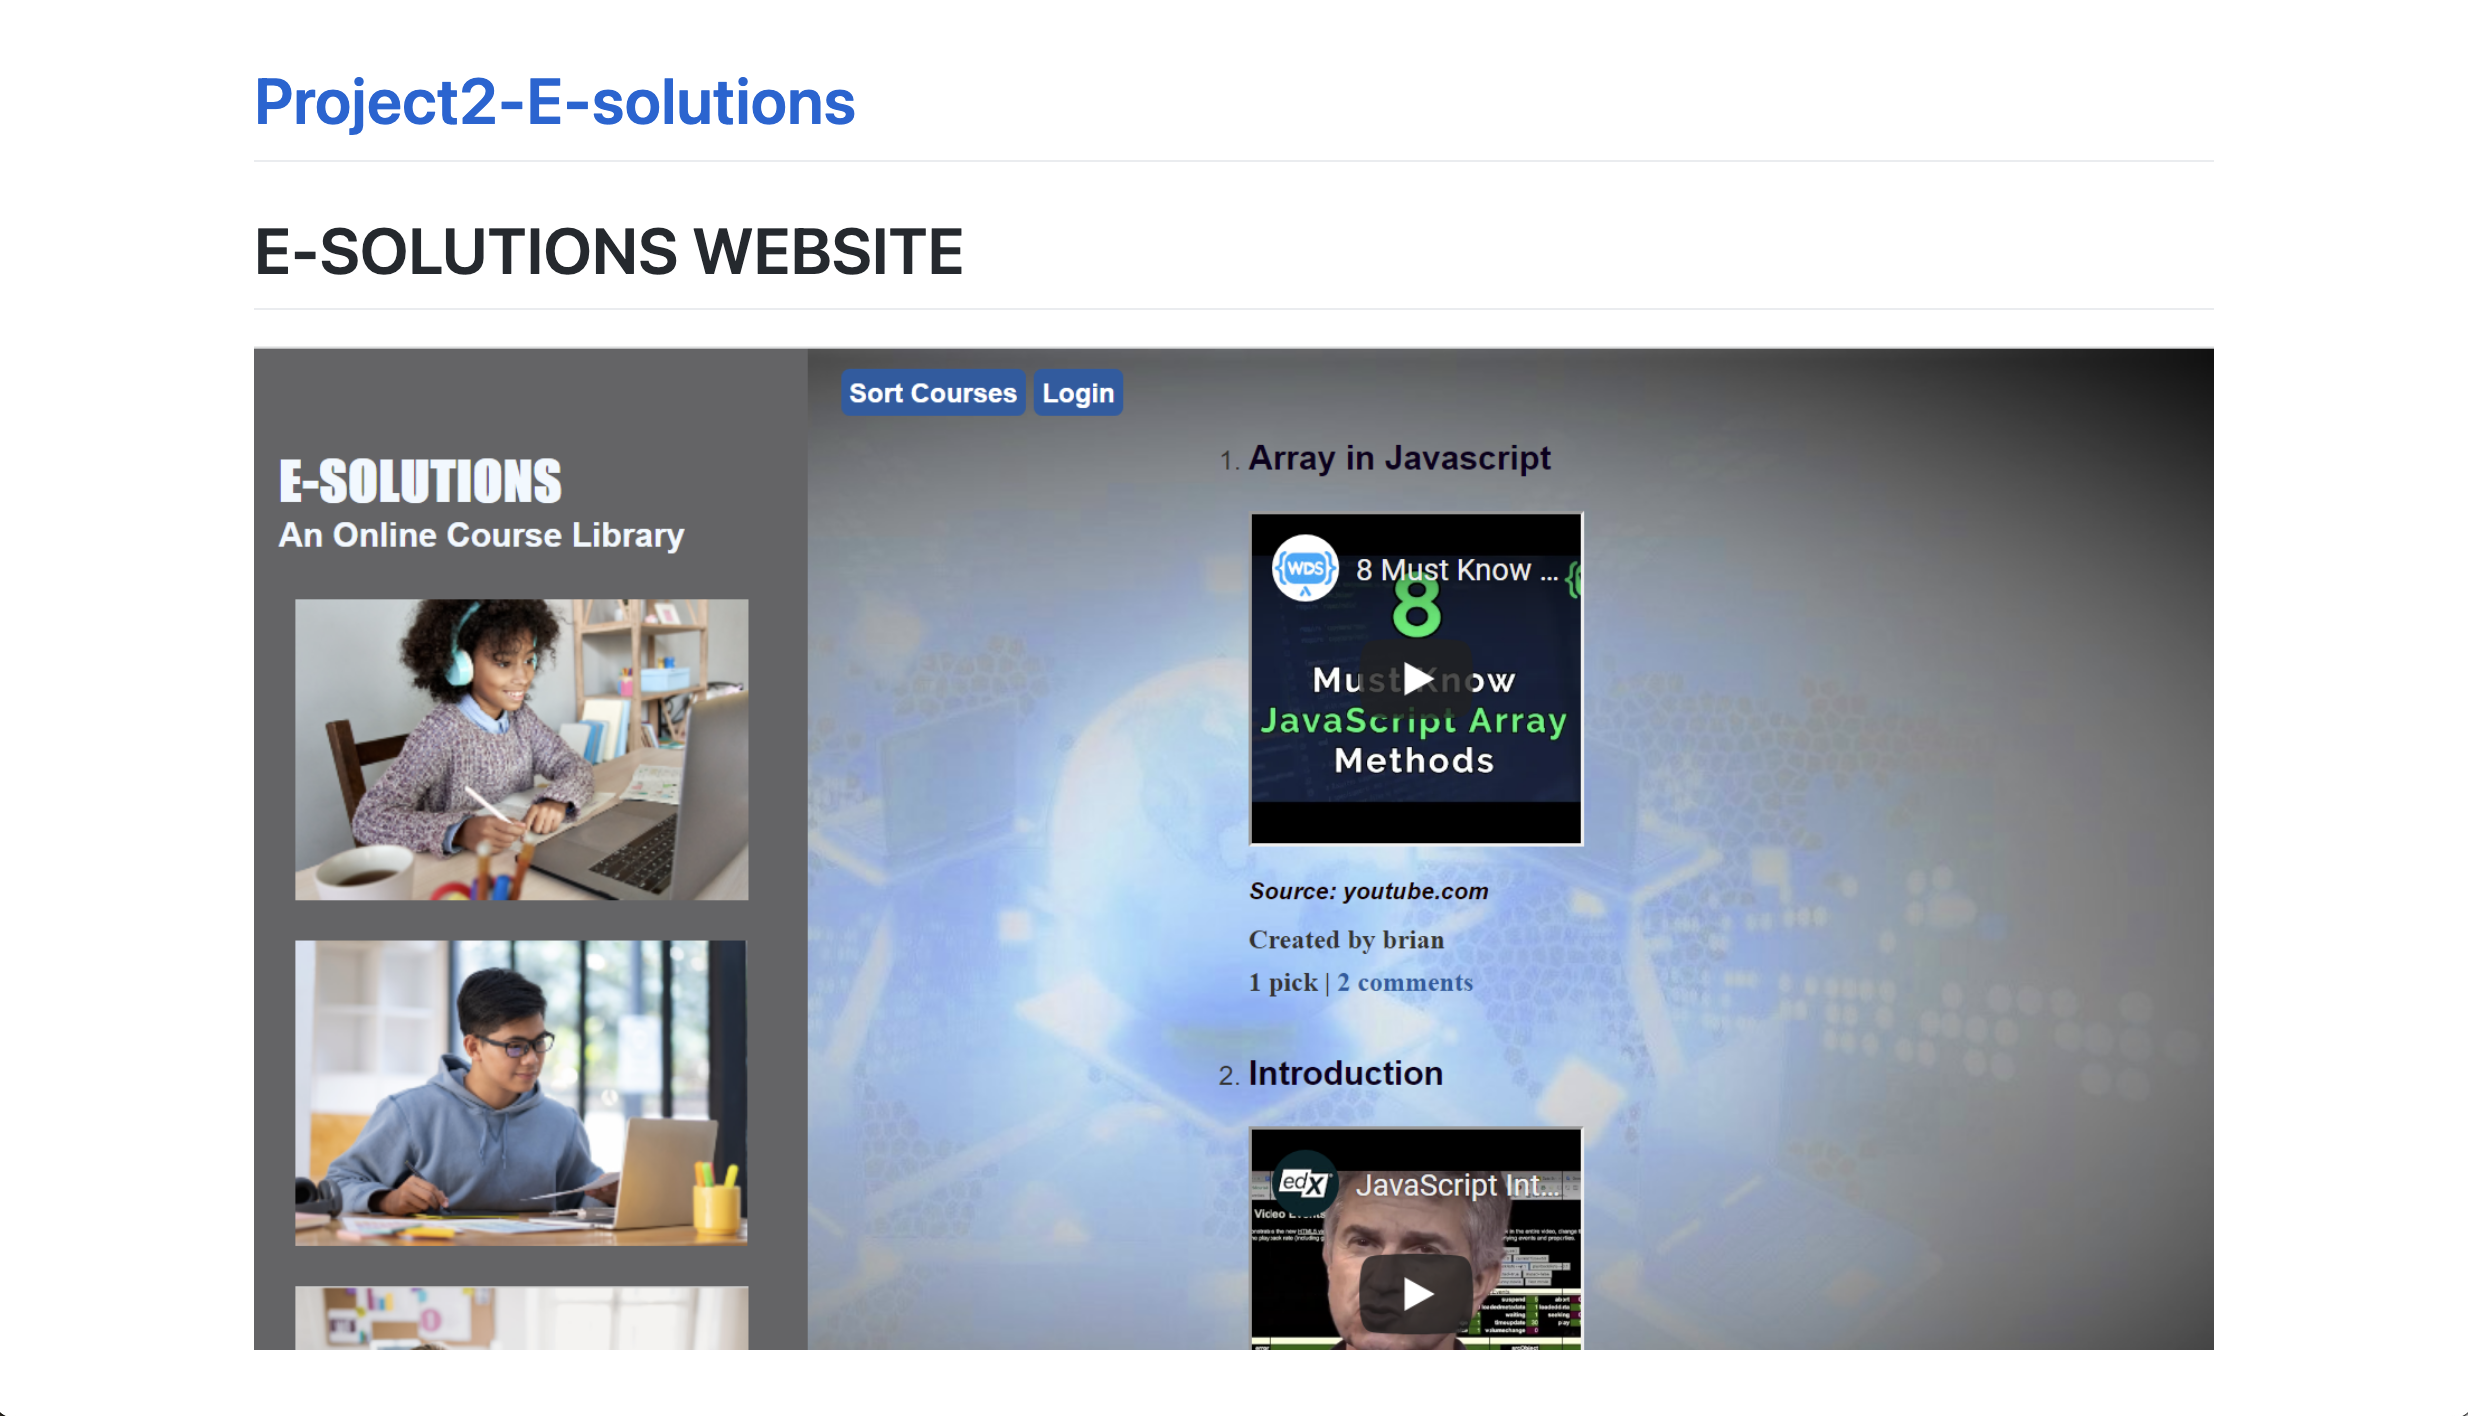 Project2-E-solutions
E-SOLUTIONS WEBSITE
Sort Courses Login
E-SOLUTIONS
An Online Course Library
1. Array in Javascript
WDS
8 Must Know ...
8
Must Know
JavaScript Array
Methods
Source: youtube.com
Created by brian
1 pick | 2 comments
2. Introduction
edX
JavaScript Int...